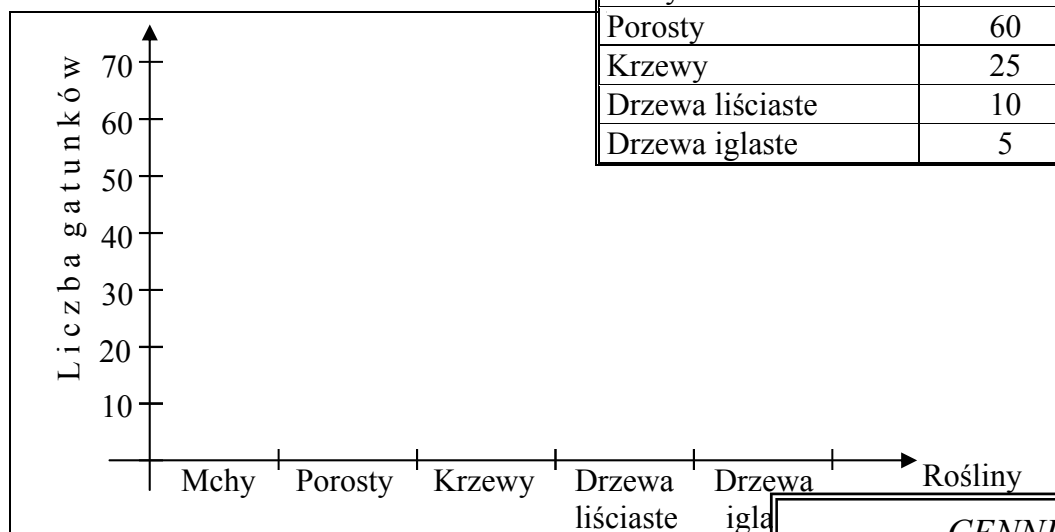 Porosty 60
Krzewy 25
Drzewa liściaste 10
Drzewa iglaste 5
Liczba gatunków
70
60
50
40
30
20
10
Mchy Porosty Krzewy Drzewa liściaste Drzewa Rośliny